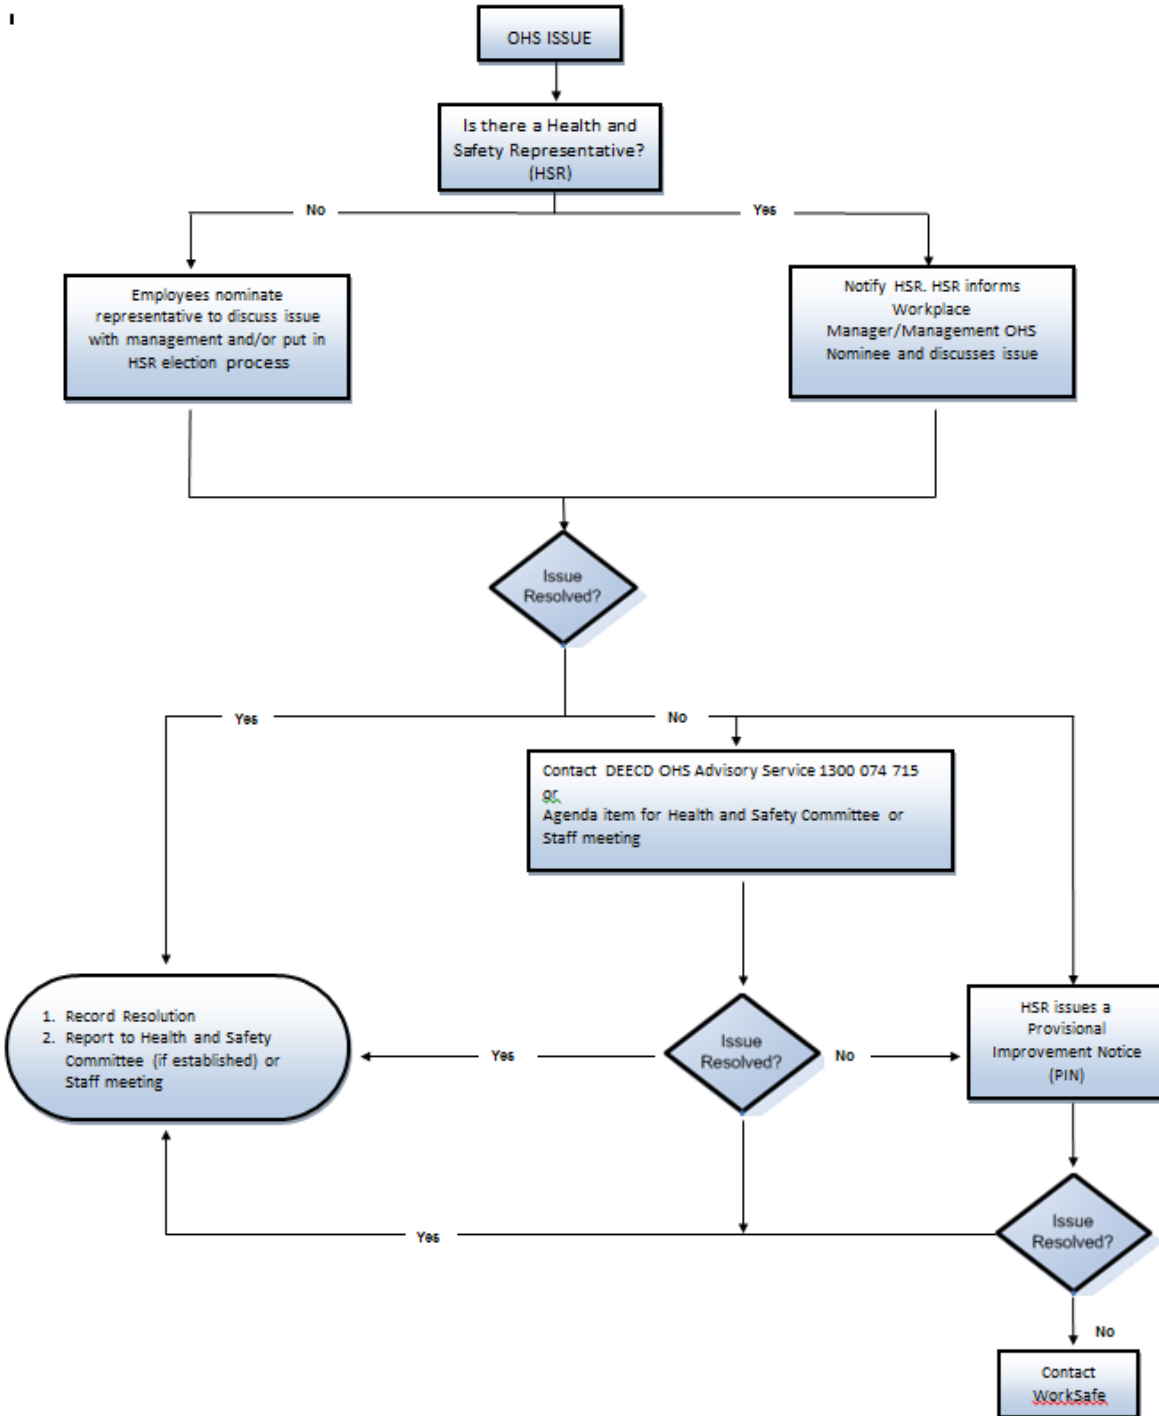 OHS ISSUE
Is there a Health and
Safety Representative?
(HSR)
No
Yes
Employees nominate
representative to discuss issue
with management and/or put in
HSR election process
Notify HSR. HSR informs
Workplace
Manager/Management OHS
Nominee and discusses issue
Issue
Resolved?
Yes
No
Contact DEECD OHS Advisory Service 1300 074 715
or
Agenda item for Health and Safety Committee or
Staff meeting
1. Record Resolution
2. Report to Health and Safety
Committee (if established) or
Staff meeting
Yes
Issue
Resolved?
No
HSR issues a
Provisional
Improvement Notice
(PIN)
Yes
Issue
Resolved?
No
Contact
WorkSafe